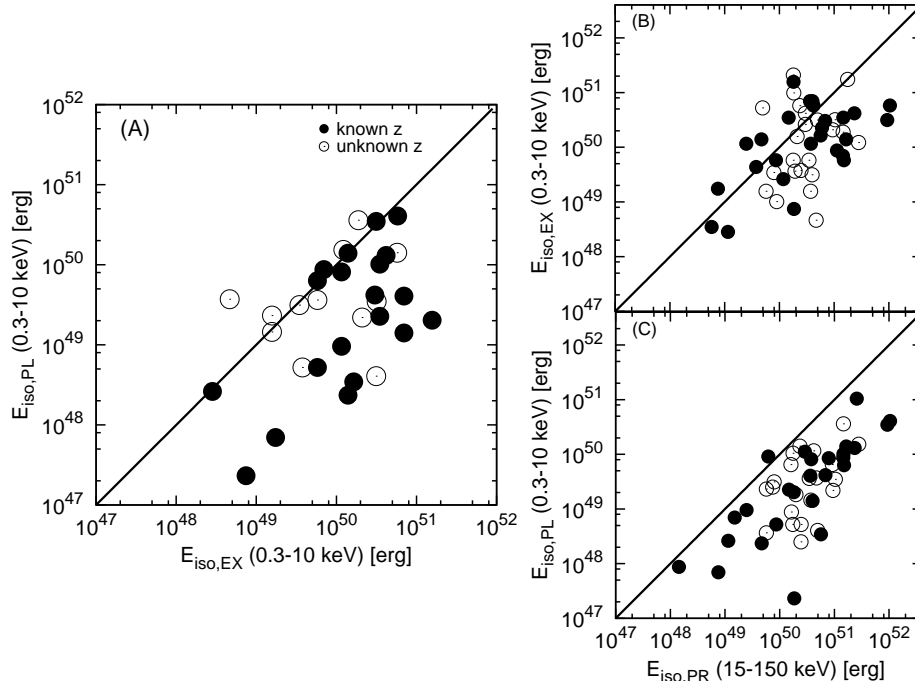 (A)
known z
unknown z
10^52
10^51
10^50
10^49
10^48
10^47
E_iso,PL (0.3-10 keV) [erg]
10^47 10^48 10^49 10^50 10^51 10^52
E_iso,EX (0.3-10 keV) [erg]
(B)
10^52
10^51
10^50
10^49
10^48
10^47
E_iso,EX (0.3-10 keV) [erg]
(C)
10^52
10^51
10^50
10^49
10^48
10^47
E_iso,PL (0.3-10 keV) [erg]
10^47 10^48 10^49 10^50 10^51 10^52
E_iso,PR (15-150 keV) [erg]